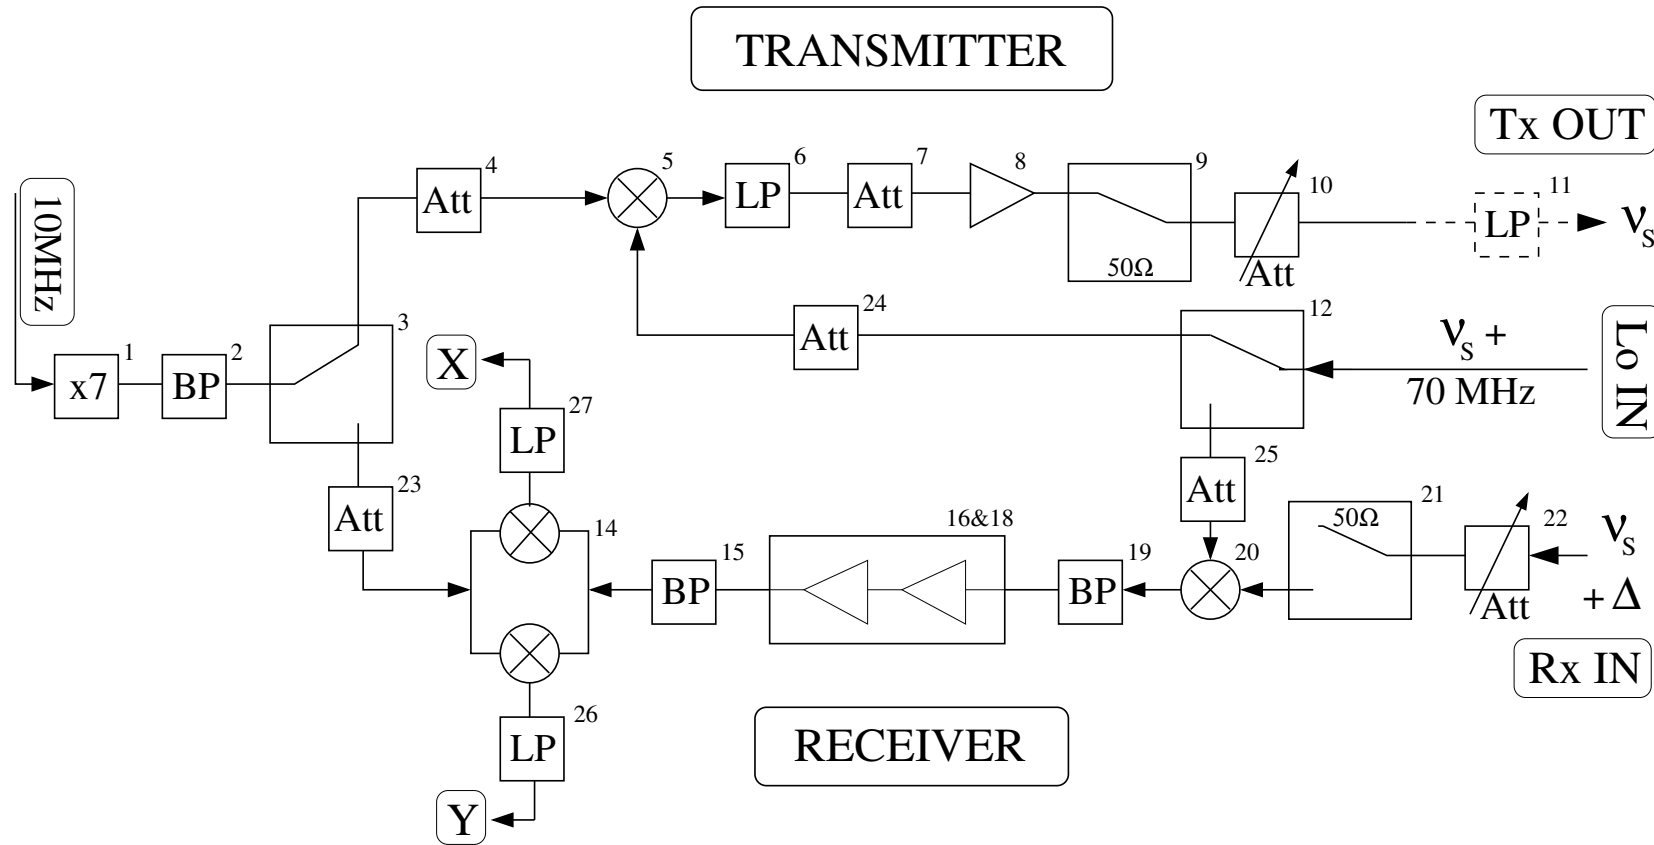 TRANSMITTER
Tx OUT
10MHz
4
Att
5
6
LP
7
Att
8
9
50Ω
10
Att
11
LP
νs
1
x7
2
BP
3
X
27
LP
24
Att
12
νs +
70 MHz
Lo IN
23
Att
14
15
BP
16&18
19
BP
25
Att
20
21
50Ω
22
Att
νs
+ Δ
Rx IN
26
LP
Y
RECEIVER